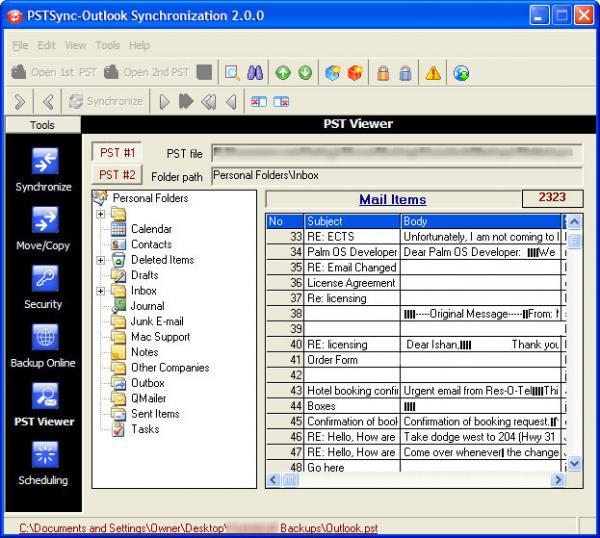 PSTSync-Outlook Synchronization 2.0.0
File Edit View Tools Help
Open 1st PST Open 2nd PST
Synchronize
Tools
PST Viewer
PST #1 PST file
PST #2 Folder path Personal Folders\Inbox
Synchronize
Move/Copy
Security
Backup Online
PST Viewer
Scheduling
Personal Folders
Calendar
Contacts
Deleted Items
Drafts
Inbox
Journal
Junk E-mail
Mac Support
Notes
Other Companies
Outbox
QMailer
Sent Items
Tasks
Mail Items 2323
No Subject Body
33 RE: ECTS Unfortunately, I am not coming to l
34 Palm OS Developer Dear Palm OS Developer: We
35 RE: Email Changed
36 License Agreement
37 Re: licensing
38 -----Original Message-----From:
39
40 RE: licensing Dear Ishan, Thank you
41 Order Form
42
43 Hotel booking confi Urgent email from Res-O-Tel Thi
44 Boxes
45 Confirmation of bool Confirmation of booking request.
46 RE: Hello, How are Take dodge west to 204 (Hwy 31
47 RE: Hello, How are Come over whenever the change
48 Go here
C:\Documents and Settings\Owner\Desktop\ Backups\Outlook.pst